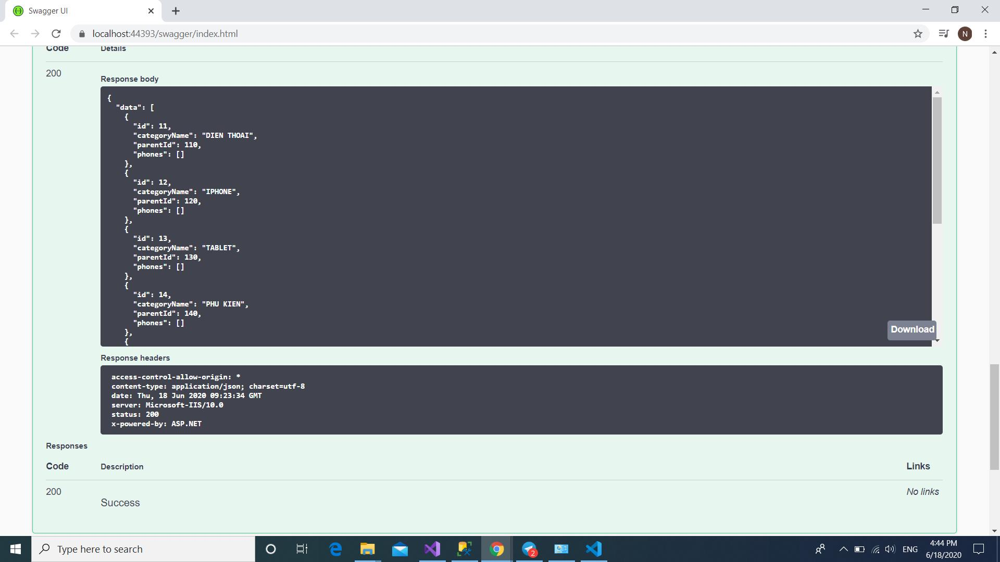 Swagger UI
localhost:44393/swagger/index.html
N
Code Details
200
Response body
{
"data": [
{
"id": 11,
"categoryName": "DIEN THOAI",
"parentId": 110,
"phones": []
},
{
"id": 12,
"categoryName": "IPHONE",
"parentId": 120,
"phones": []
},
{
"id": 13,
"categoryName": "TABLET",
"parentId": 130,
"phones": []
},
{
"id": 14,
"categoryName": "PHU KIEN",
"parentId": 140,
"phones": []
},
{
Download
Response headers
access-control-allow-origin: *
content-type: application/json; charset=utf-8
date: Thu, 18 Jun 2020 09:23:34 GMT
server: Microsoft-IIS/10.0
status: 200
x-powered-by: ASP.NET
Responses
Code Description Links
200 No links
Success
Type here to search
2
ENG
4:44 PM
6/18/2020